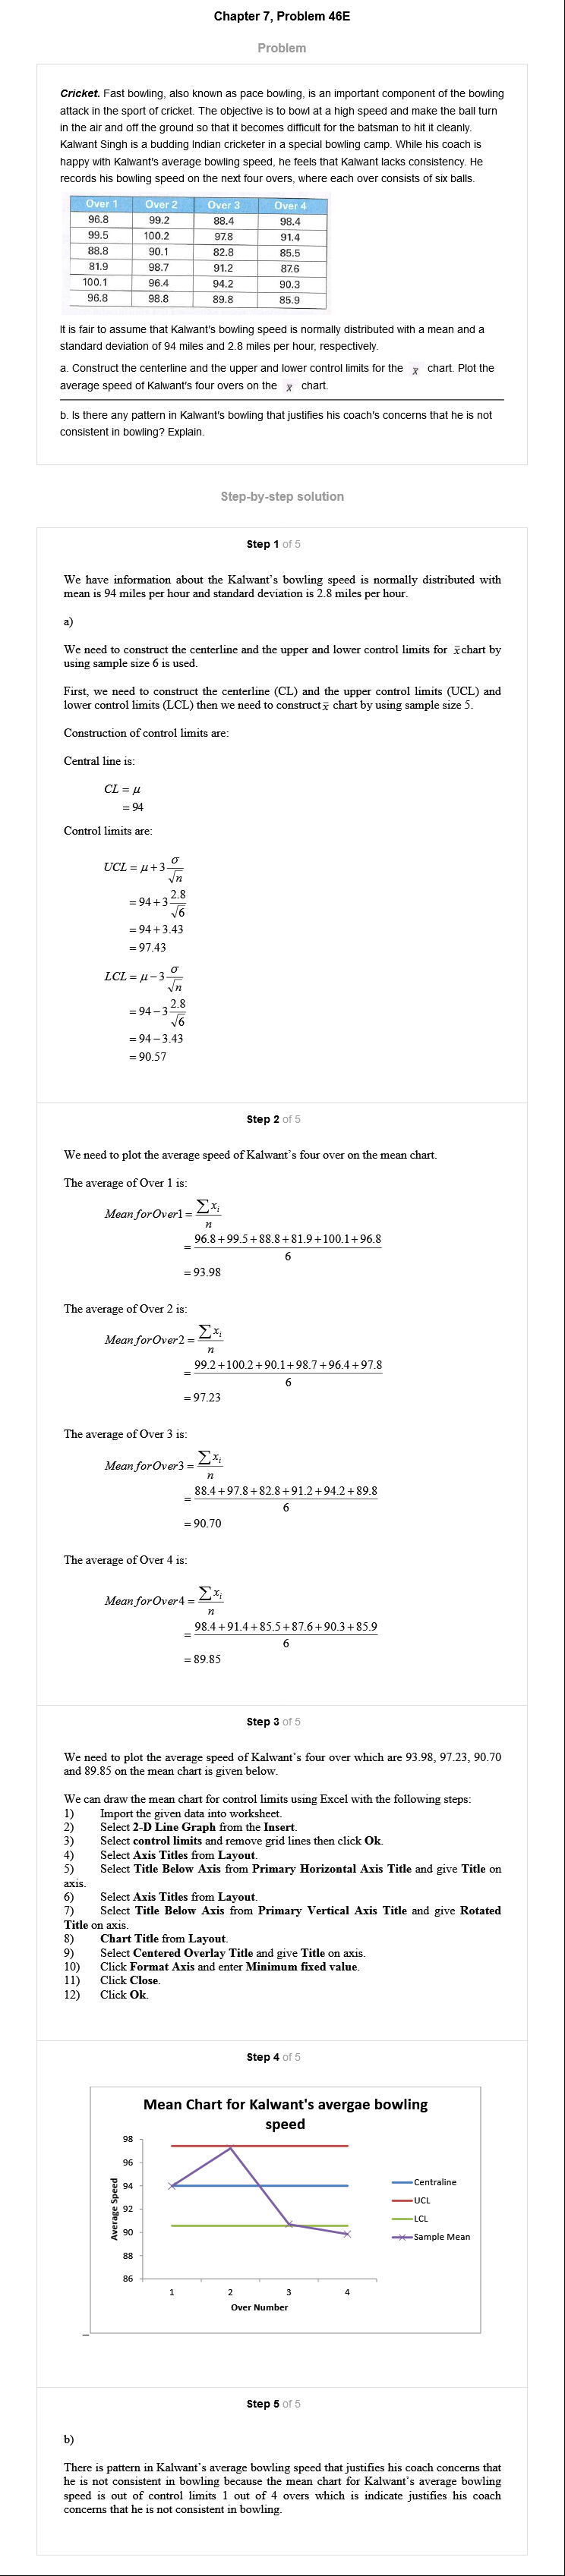 Chapter 7, Problem 46E
Problem
Cricket. Fast bowling, also known as pace bowling, is an important component of the bowling
attack in the sport of cricket. The objective is to bowl at a high speed and make the ball turn
in the air and off the ground so that it becomes difficult for the batsman to hit it cleanly.
Kalwant Singh is a budding Indian cricketer in a special bowling camp. While his coach is
happy with Kalwant's average bowling speed, he feels that Kalwant lacks consistency. He
records his bowling speed on the next four overs, where each over consists of six balls.
Over 1 Over 2 Over 3 Over 4
96.8 99.2 88.4 98.4
99.5 100.2 97.8 91.4
88.8 90.1 82.8 85.5
81.9 98.7 91.2 87.6
100.1 96.4 94.2 90.3
96.8 98.8 89.8 85.9
It is fair to assume that Kalwant's bowling speed is normally distributed with a mean and a
standard deviation of 94 miles and 2.8 miles per hour, respectively.
a. Construct the centerline and the upper and lower control limits for the x̄ chart. Plot the
average speed of Kalwant's four overs on the x̄ chart.
b. Is there any pattern in Kalwant's bowling that justifies his coach's concerns that he is not
consistent in bowling? Explain.
Step-by-step solution
Step 1 of 5
We have information about the Kalwant's bowling speed is normally distributed with
mean is 94 miles per hour and standard deviation is 2.8 miles per hour.
a)
We need to construct the centerline and the upper and lower control limits for x̄ chart by
using sample size 6 is used.
First, we need to construct the centerline (CL) and the upper control limits (UCL) and
lower control limits (LCL) then we need to construct x̄ chart by using sample size 5.
Construction of control limits are:
Central line is:
CL = μ
= 94
Control limits are:
UCL = μ+3 σ/√n
= 94+3 2.8/√6
= 94+3.43
= 97.43
LCL = μ−3 σ/√n
= 94−3 2.8/√6
= 94−3.43
= 90.57
Step 2 of 5
We need to plot the average speed of Kalwant's four over on the mean chart.
The average of Over 1 is:
Mean for Over1 = ∑xᵢ/n
= 96.8+99.5+88.8+81.9+100.1+96.8/6
= 93.98
The average of Over 2 is:
Mean for Over2 = ∑xᵢ/n
= 99.2+100.2+90.1+98.7+96.4+97.8/6
= 97.23
The average of Over 3 is:
Mean for Over3 = ∑xᵢ/n
= 88.4+97.8+82.8+91.2+94.2+89.8/6
= 90.70
The average of Over 4 is:
Mean for Over4 = ∑xᵢ/n
= 98.4+91.4+85.5+87.6+90.3+85.9/6
= 89.85
Step 3 of 5
We need to plot the average speed of Kalwant's four over which are 93.98, 97.23, 90.70
and 89.85 on the mean chart is given below.
We can draw the mean chart for control limits using Excel with the following steps:
1) Import the given data into worksheet.
2) Select 2-D Line Graph from the Insert.
3) Select control limits and remove grid lines then click Ok.
4) Select Axis Titles from Layout.
5) Select Title Below Axis from Primary Horizontal Axis Title and give Title on
axis.
6) Select Axis Titles from Layout.
7) Select Title Below Axis from Primary Vertical Axis Title and give Rotated
Title on axis.
8) Chart Title from Layout.
9) Select Centered Overlay Title and give Title on axis.
10) Click Format Axis and enter Minimum fixed value.
11) Click Close.
12) Click Ok.
Step 4 of 5
Mean Chart for Kalwant's avergae bowling
speed
98
96
94
92
90
88
86
Average Speed
1 2 3 4
Over Number
Centraline
UCL
LCL
Sample Mean
Step 5 of 5
b)
There is pattern in Kalwant's average bowling speed that justifies his coach concerns that
he is not consistent in bowling because the mean chart for Kalwant's average bowling
speed is out of control limits 1 out of 4 overs which is indicate justifies his coach
concerns that he is not consistent in bowling.